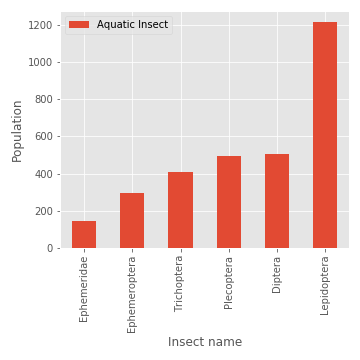 Aquatic Insect
Population
1200
1000
800
600
400
200
0
Ephemeridae
Ephemeroptera
Trichoptera
Plecoptera
Diptera
Lepidoptera
Insect name